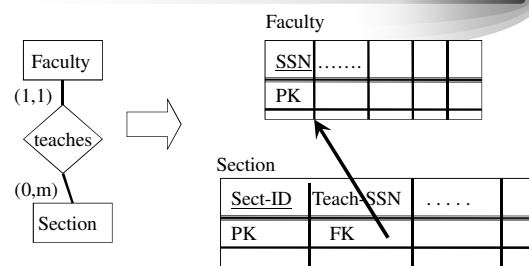 Faculty
(1,1)
teaches
(0,m)
Section
Faculty
SSN .......
PK
Section
Sect-ID Teach-SSN .....
PK FK